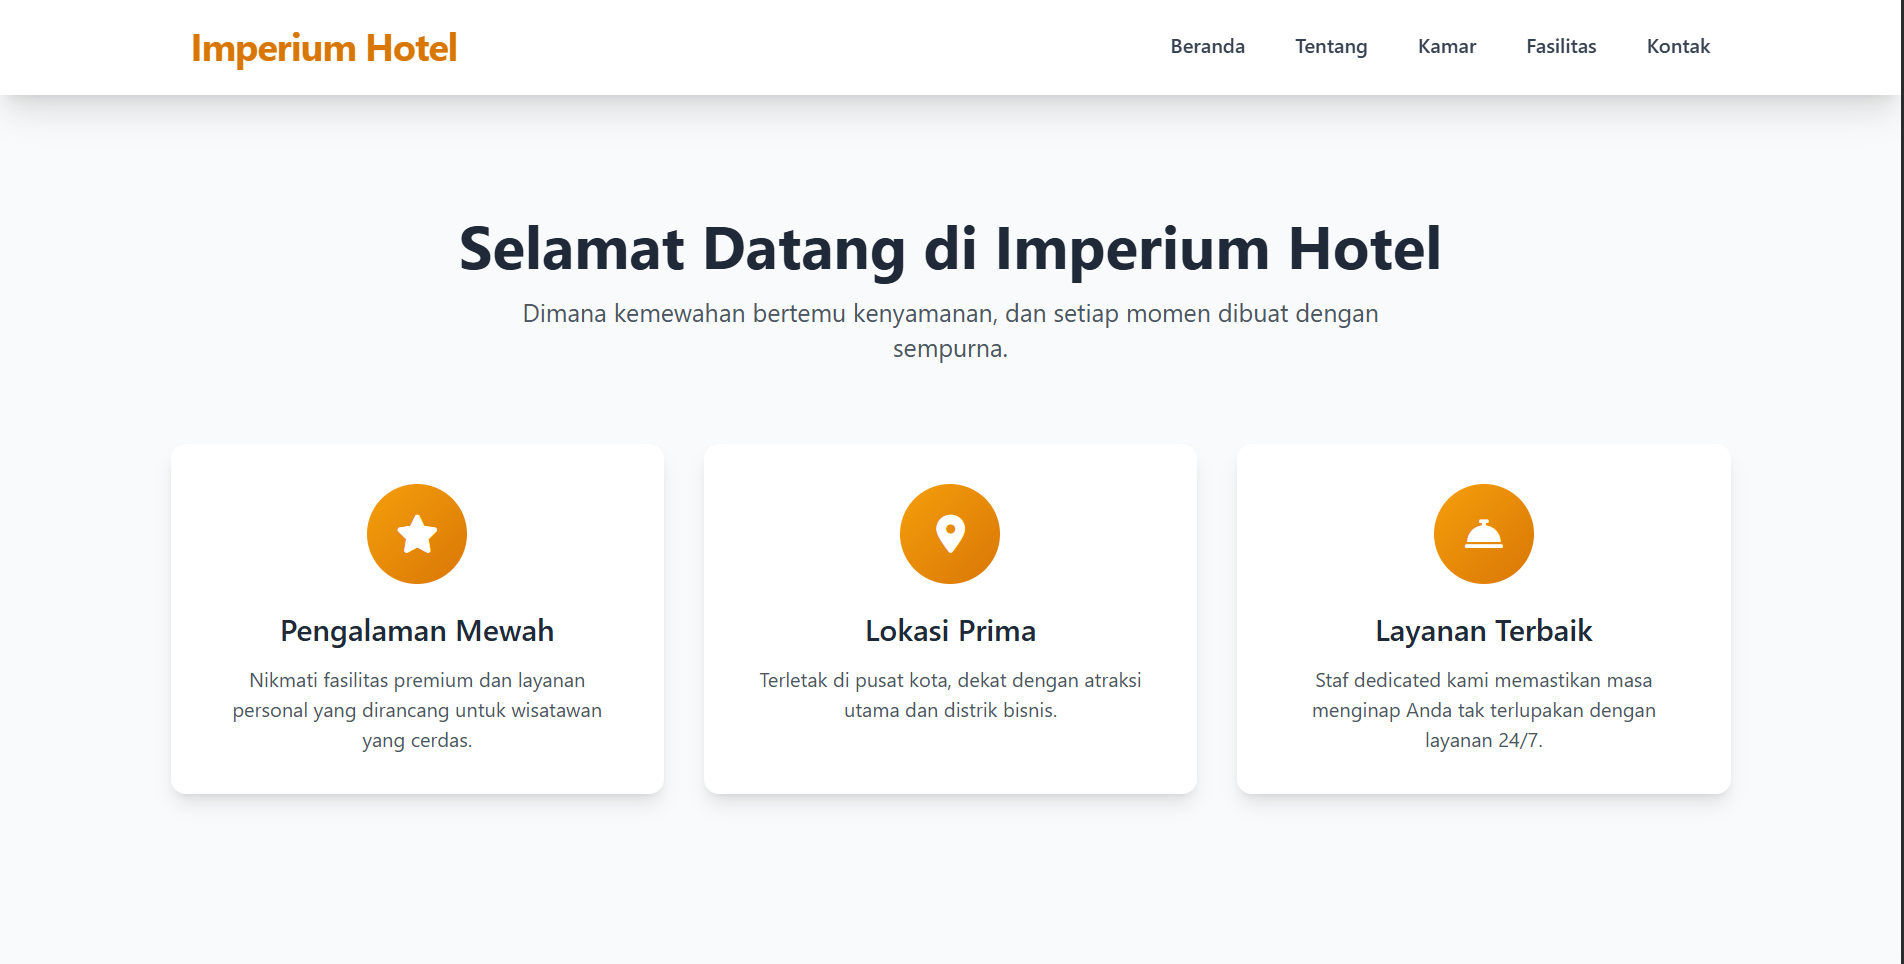 Imperium Hotel
Beranda Tentang Kamar Fasilitas Kontak
Selamat Datang di Imperium Hotel
Dimana kemewahan bertemu kenyamanan, dan setiap momen dibuat dengan
sempurna.
Pengalaman Mewah
Nikmati fasilitas premium dan layanan
personal yang dirancang untuk wisatawan
yang cerdas.
Lokasi Prima
Terletak di pusat kota, dekat dengan atraksi
utama dan distrik bisnis.
Layanan Terbaik
Staf dedicated kami memastikan masa
menginap Anda tak terlupakan dengan
layanan 24/7.